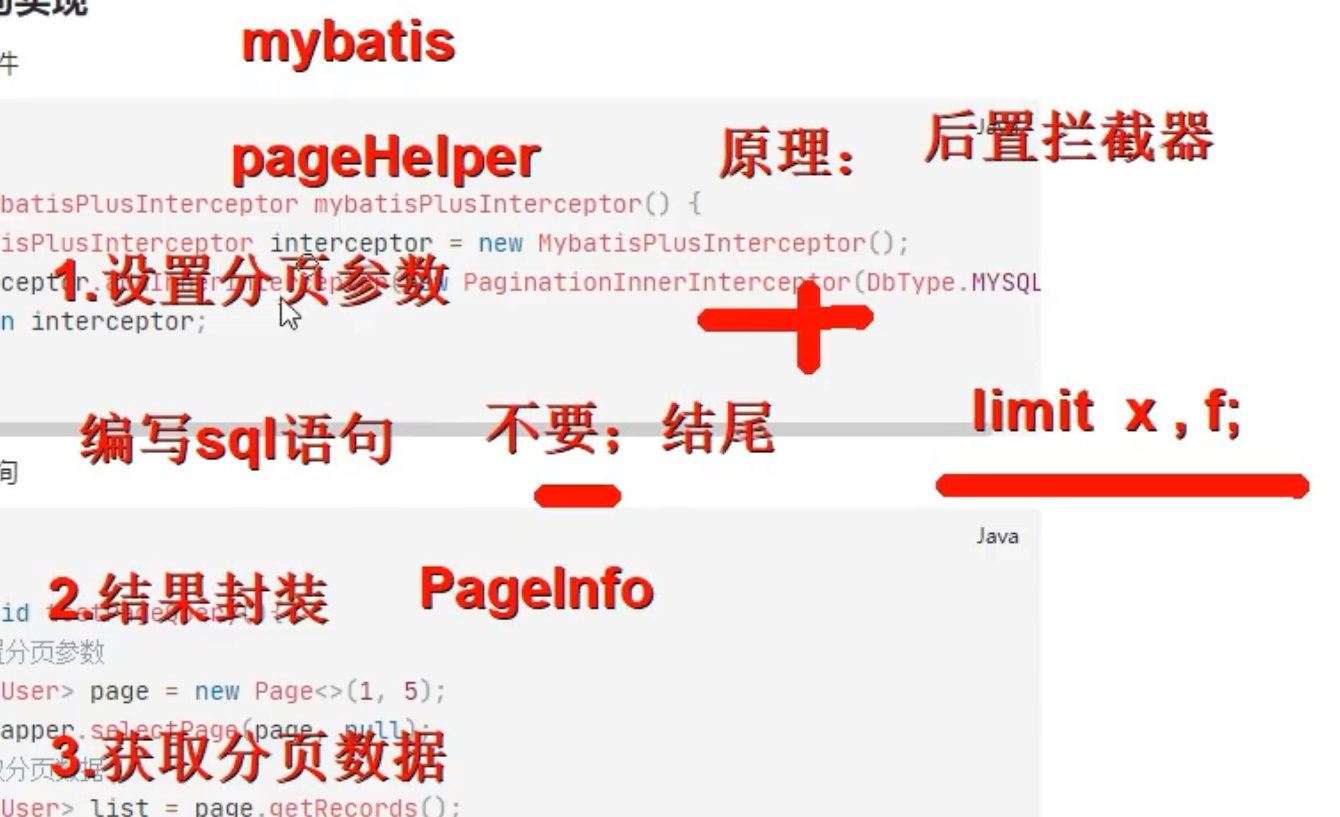 实现
mybatis
件
Java
pageHelper 原理： 后置拦截器
batisPlusInterceptor mybatisPlusInterceptor() {
isPlusInterceptor interceptor = new MybatisPlusInterceptor();
1.设置分页参数
PaginationInnerInterceptor(DbType.MYSQL
n interceptor;
编写sql语句 不要；结尾 limit x , f;
询
Java
2.结果封装 PageInfo
id
置分页参数
User> page = new Page<>(1, 5);
apper.selectPage(page, null);
3.获取分页数据
User> list = page.getRecords();